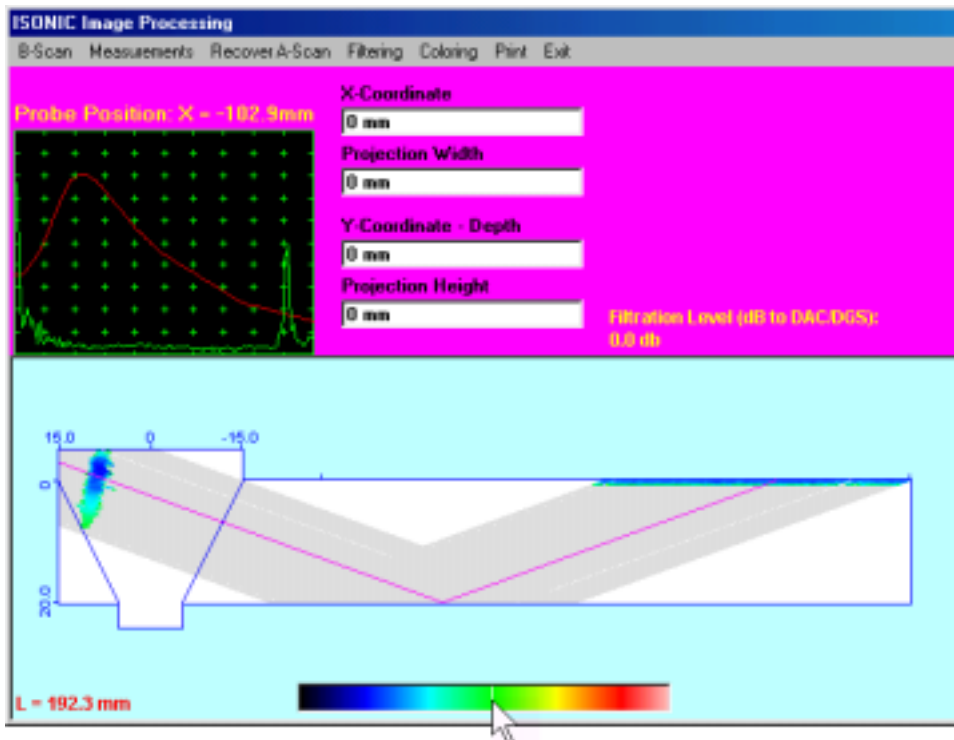 ISONIC Image Processing
B-Scan Measurements Recover A-Scan Filtering Coloring Print Exit
Probe Position: X = -102.9mm
X-Coordinate
0 mm
Projection Width
0 mm
Y-Coordinate - Depth
0 mm
Projection Height
0 mm
Filtration Level (dB to DAC/DGS):
0.0 db
15.0 0 -15.0
0
20.0
L = 192.3 mm